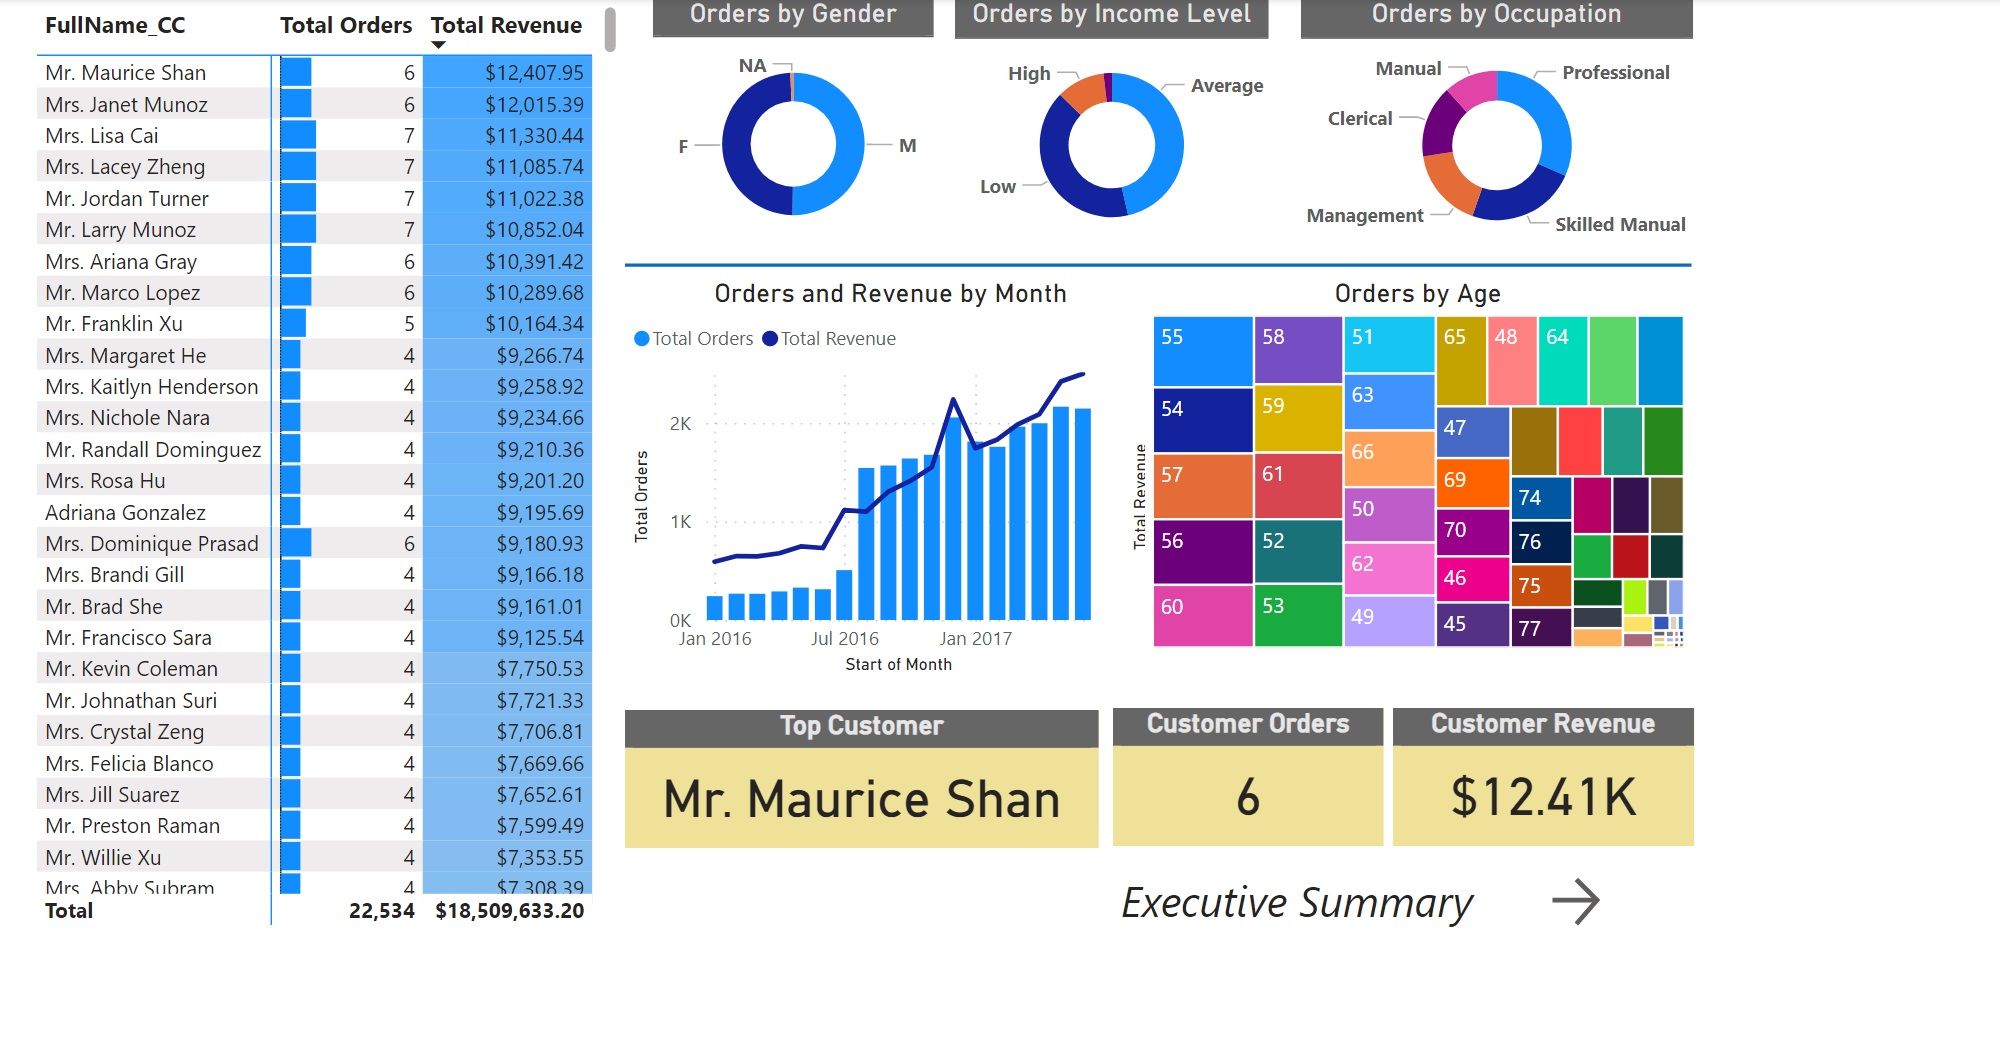 FullName_CC Total Orders Total Revenue
Mr. Maurice Shan 6 $12,407.95
Mrs. Janet Munoz 6 $12,015.39
Mrs. Lisa Cai 7 $11,330.44
Mrs. Lacey Zheng 7 $11,085.74
Mr. Jordan Turner 7 $11,022.38
Mr. Larry Munoz 7 $10,852.04
Mrs. Ariana Gray 6 $10,391.42
Mr. Marco Lopez 6 $10,289.68
Mr. Franklin Xu 5 $10,164.34
Mrs. Margaret He 4 $9,266.74
Mrs. Kaitlyn Henderson 4 $9,258.92
Mrs. Nichole Nara 4 $9,234.66
Mr. Randall Dominguez 4 $9,210.36
Mrs. Rosa Hu 4 $9,201.20
Adriana Gonzalez 4 $9,195.69
Mrs. Dominique Prasad 6 $9,180.93
Mrs. Brandi Gill 4 $9,166.18
Mr. Brad She 4 $9,161.01
Mr. Francisco Sara 4 $9,125.54
Mr. Kevin Coleman 4 $7,750.53
Mr. Johnathan Suri 4 $7,721.33
Mrs. Crystal Zeng 4 $7,706.81
Mrs. Felicia Blanco 4 $7,669.66
Mrs. Jill Suarez 4 $7,652.61
Mr. Preston Raman 4 $7,599.49
Mr. Willie Xu 4 $7,353.55
Mrs. Abby Subram 4 $7,308.39
Total 22,534 $18,509,633.20
Orders by Gender
NA
F
M
Orders by Income Level
High
Average
Low
Orders by Occupation
Manual
Professional
Clerical
Management
Skilled Manual
Orders and Revenue by Month
Total Orders Total Revenue
Total Orders
2K
1K
0K
Jan 2016 Jul 2016 Jan 2017
Start of Month
Orders by Age
Total Revenue
55
54
57
56
60
58
59
61
52
53
51
63
66
50
62
49
65
48
64
47
69
70
46
45
74
76
75
77
Top Customer
Mr. Maurice Shan
Customer Orders
6
Customer Revenue
$12.41K
Executive Summary